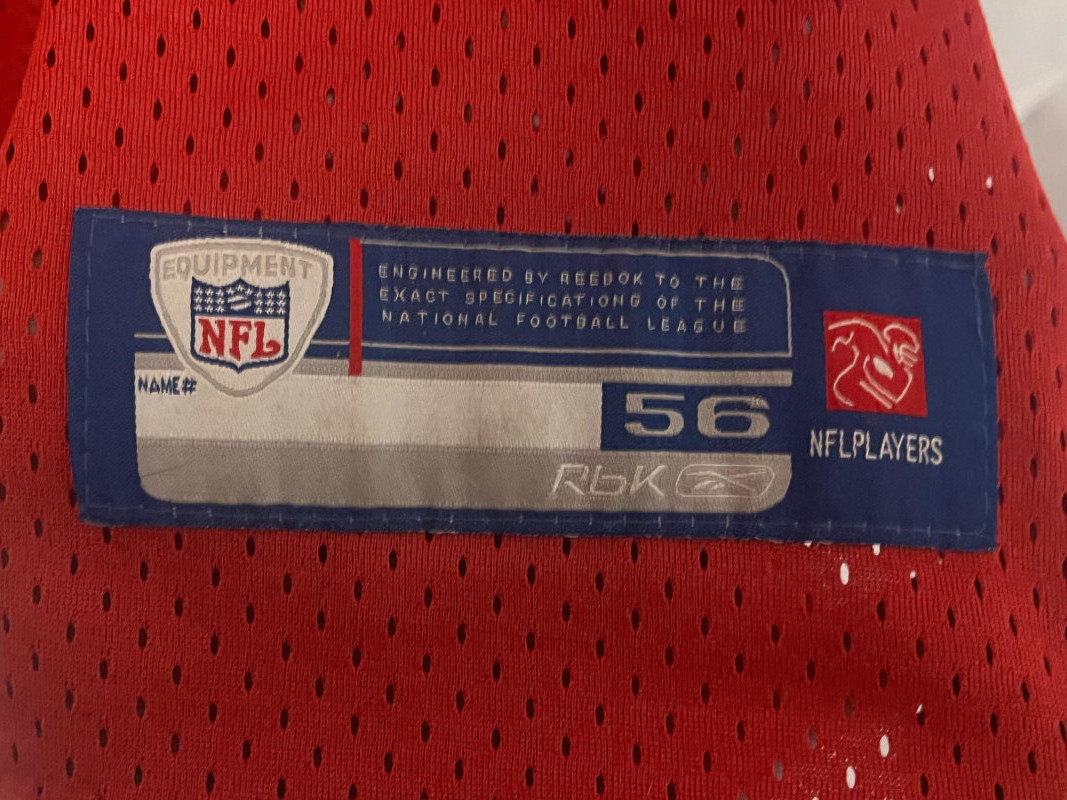 EQUIPMENT
NFL
ENGINEERED BY REEBOK TO THE
EXACT SPECIFICATIONS OF THE
NATIONAL FOOTBALL LEAGUE
NAME#
56
RbK
NFLPLAYERS